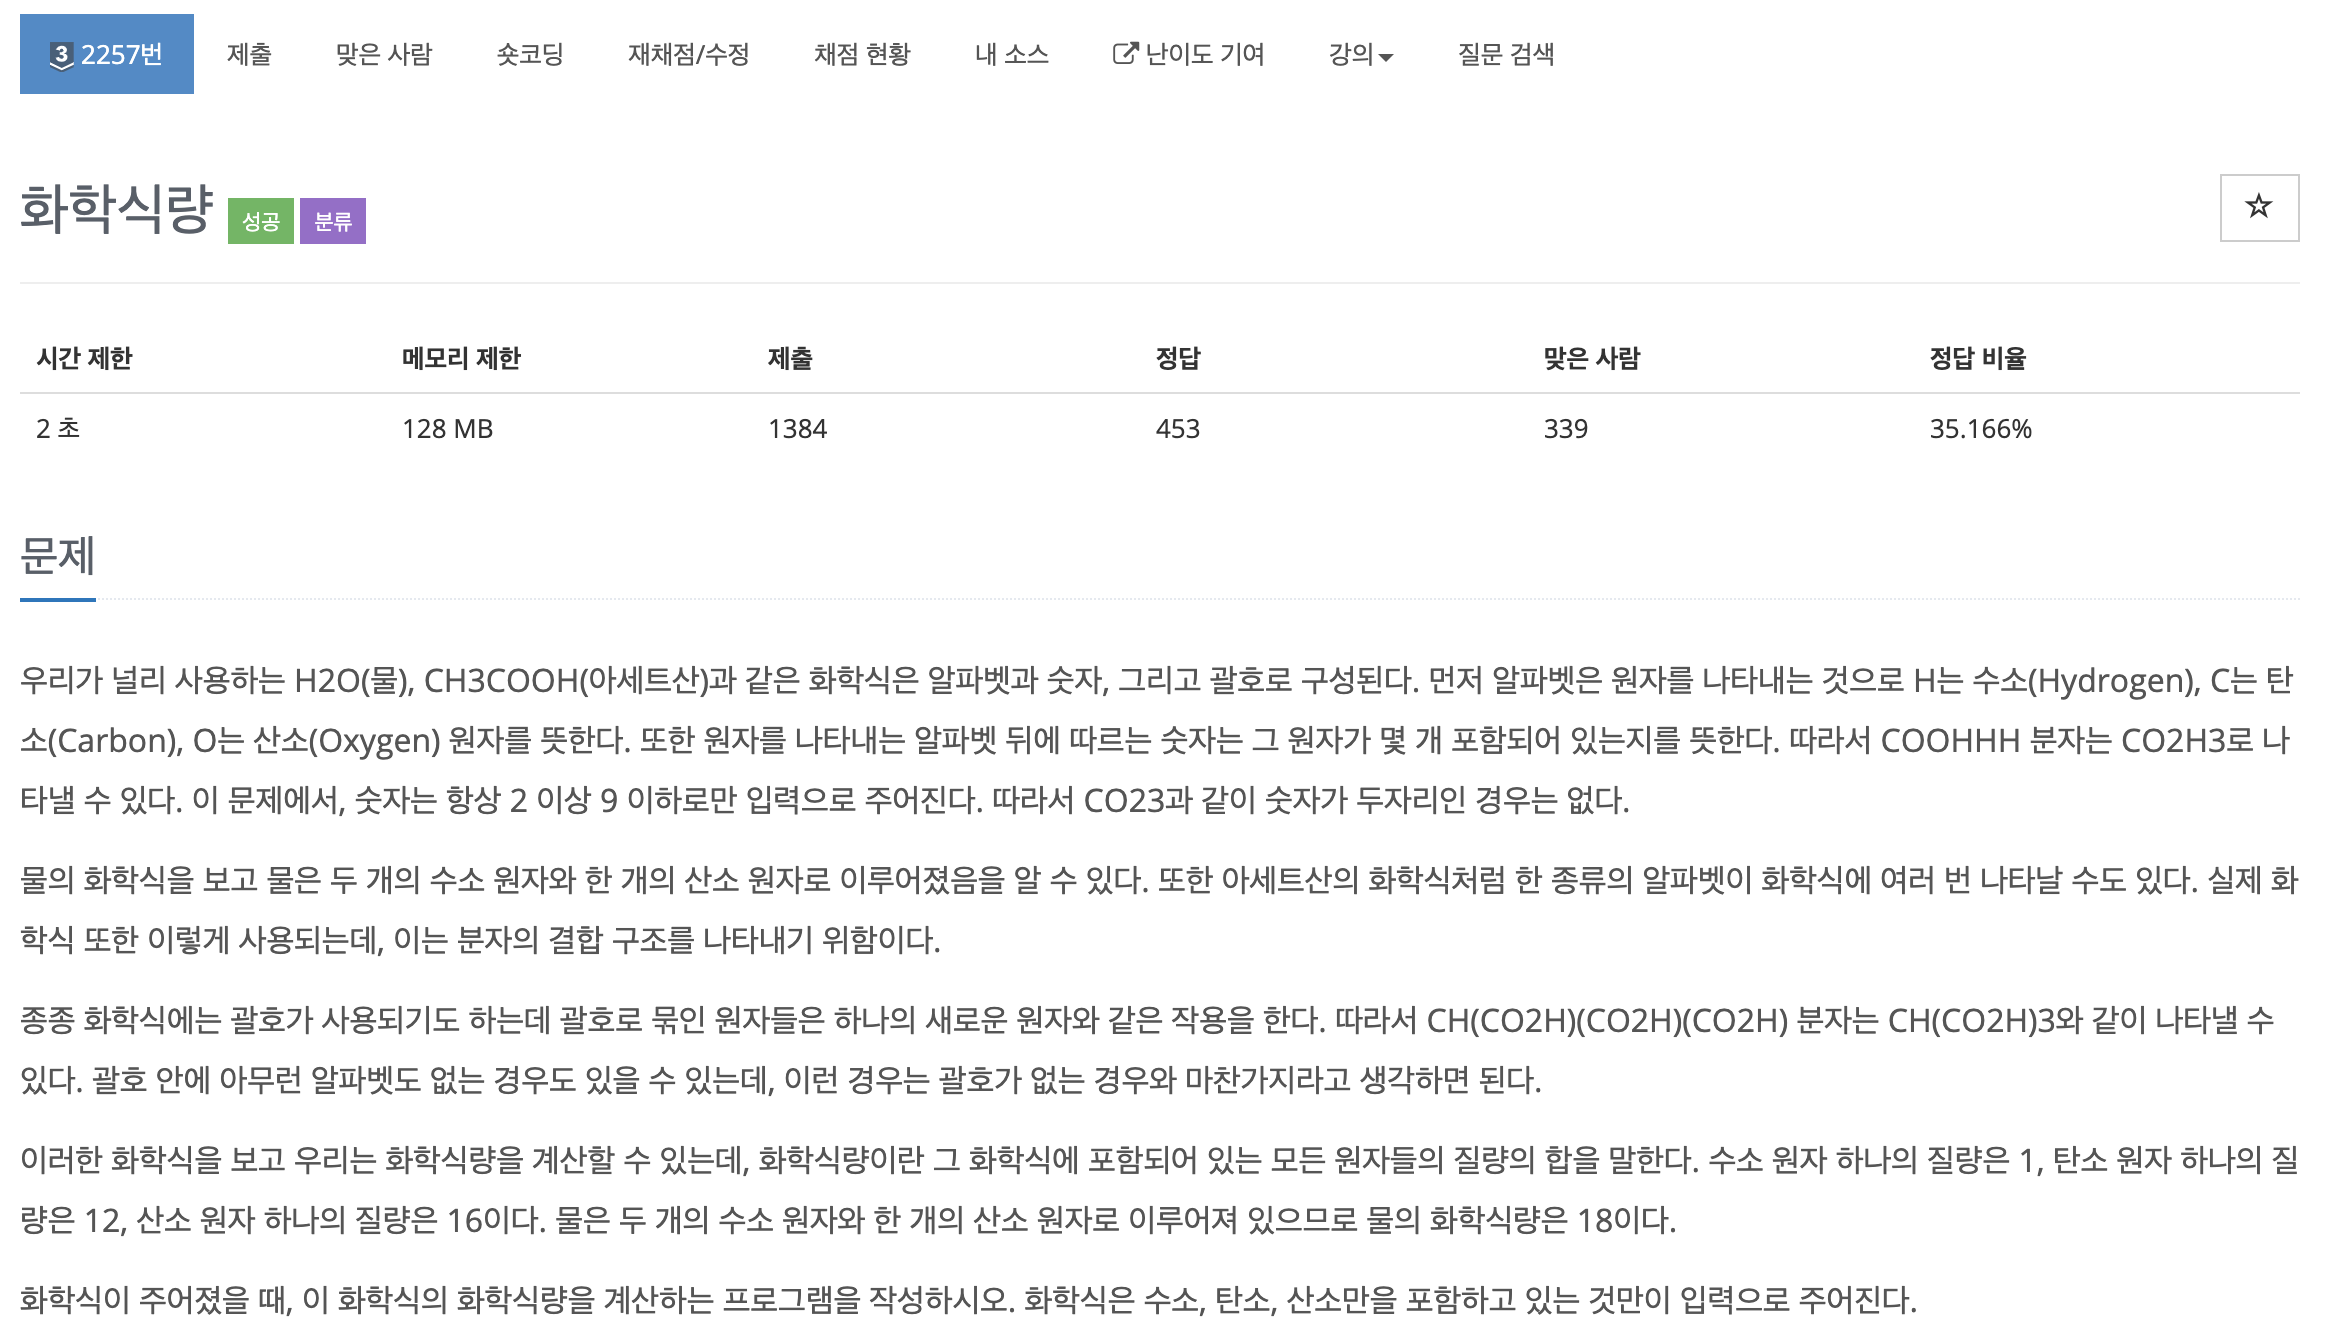 3 2257번 제출 맞은 사람 숏코딩 재채점/수정 채점 현황 내 소스 난이도 기여 강의 질문 검색
화학식량 성공 분류
시간 제한 메모리 제한 제출 정답 맞은 사람 정답 비율
2 초 128 MB 1384 453 339 35.166%
문제
우리가 널리 사용하는 H2O(물), CH3COOH(아세트산)과 같은 화학식은 알파벳과 숫자, 그리고 괄호로 구성된다. 먼저 알파벳은 원자를 나타내는 것으로 H는 수소(Hydrogen), C는 탄
소(Carbon), O는 산소(Oxygen) 원자를 뜻한다. 또한 원자를 나타내는 알파벳 뒤에 따르는 숫자는 그 원자가 몇 개 포함되어 있는지를 뜻한다. 따라서 COOHHH 분자는 CO2H3로 나
타낼 수 있다. 이 문제에서, 숫자는 항상 2 이상 9 이하로만 입력으로 주어진다. 따라서 CO23과 같이 숫자가 두자리인 경우는 없다.
물의 화학식을 보고 물은 두 개의 수소 원자와 한 개의 산소 원자로 이루어졌음을 알 수 있다. 또한 아세트산의 화학식처럼 한 종류의 알파벳이 화학식에 여러 번 나타날 수도 있다. 실제 화
학식 또한 이렇게 사용되는데, 이는 분자의 결합 구조를 나타내기 위함이다.
종종 화학식에는 괄호가 사용되기도 하는데 괄호로 묶인 원자들은 하나의 새로운 원자와 같은 작용을 한다. 따라서 CH(CO2H)(CO2H)(CO2H) 분자는 CH(CO2H)3와 같이 나타낼 수
있다. 괄호 안에 아무런 알파벳도 없는 경우도 있을 수 있는데, 이런 경우는 괄호가 없는 경우와 마찬가지라고 생각하면 된다.
이러한 화학식을 보고 우리는 화학식량을 계산할 수 있는데, 화학식량이란 그 화학식에 포함되어 있는 모든 원자들의 질량의 합을 말한다. 수소 원자 하나의 질량은 1, 탄소 원자 하나의 질
량은 12, 산소 원자 하나의 질량은 16이다. 물은 두 개의 수소 원자와 한 개의 산소 원자로 이루어져 있으므로 물의 화학식량은 18이다.
화학식이 주어졌을 때, 이 화학식의 화학식량을 계산하는 프로그램을 작성하시오. 화학식은 수소, 탄소, 산소만을 포함하고 있는 것만이 입력으로 주어진다.